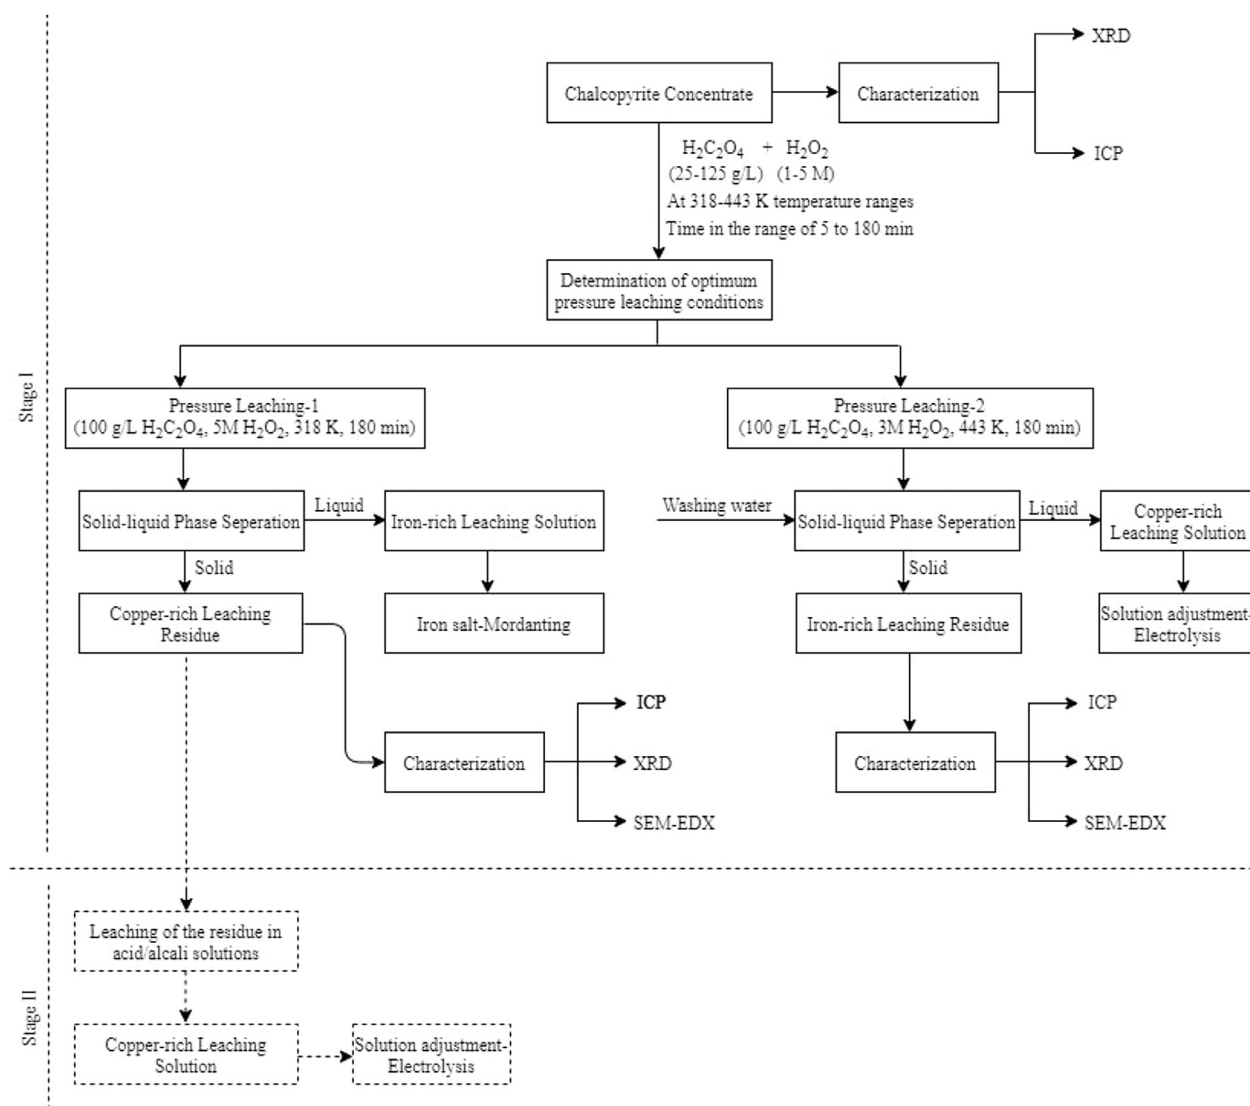 XRD
Chalcopyrite Concentrate
Characterization
ICP
H₂C₂O₄ + H₂O₂
(25-125 g/L) (1-5 M)
At 318-443 K temperature ranges
Time in the range of 5 to 180 min
Determination of optimum
pressure leaching conditions
Stage I
Pressure Leaching-1
(100 g/L H₂C₂O₄, 5M H₂O₂, 318 K, 180 min)
Pressure Leaching-2
(100 g/L H₂C₂O₄, 3M H₂O₂, 443 K, 180 min)
Solid-liquid Phase Seperation
Liquid
Iron-rich Leaching Solution
Washing water
Solid-liquid Phase Seperation
Liquid
Copper-rich
Leaching Solution
Solid
Solid
Copper-rich Leaching
Residue
Iron salt-Mordanting
Iron-rich Leaching Residue
Solution adjustment-
Electrolysis
ICP
Characterization
XRD
SEM-EDX
ICP
Characterization
XRD
SEM-EDX
Stage II
Leaching of the residue in
acid/alcali solutions
Copper-rich Leaching
Solution
Solution adjustment-
Electrolysis